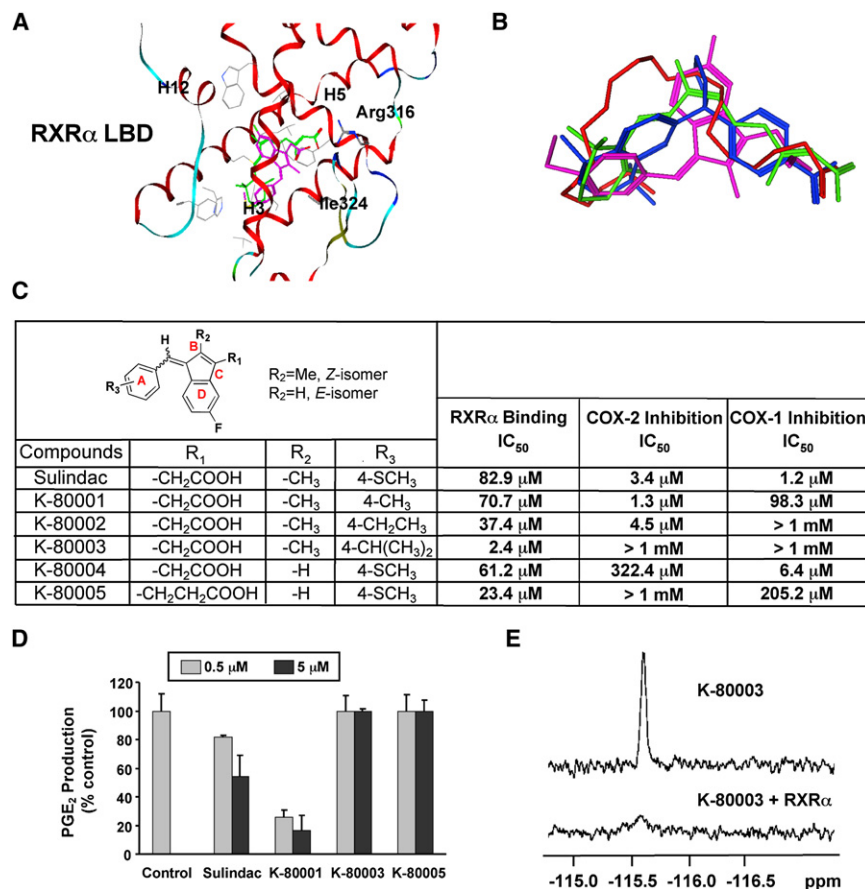 A
H12
H5
Arg316
RXRα LBD
H3
Ile324
B
C
H
R₂
B
R₁
R₃
A
C
D
F
R₂=Me, Z-isomer
R₂=H, E-isomer
RXRα Binding IC₅₀
COX-2 Inhibition IC₅₀
COX-1 Inhibition IC₅₀
Compounds R₁ R₂ R₃
Sulindac -CH₂COOH -CH₃ 4-SCH₃ 82.9 μM 3.4 μM 1.2 μM
K-80001 -CH₂COOH -CH₃ 4-CH₃ 70.7 μM 1.3 μM 98.3 μM
K-80002 -CH₂COOH -CH₃ 4-CH₂CH₃ 37.4 μM 4.5 μM > 1 mM
K-80003 -CH₂COOH -CH₃ 4-CH(CH₃)₂ 2.4 μM > 1 mM > 1 mM
K-80004 -CH₂COOH -H 4-SCH₃ 61.2 μM 322.4 μM 6.4 μM
K-80005 -CH₂CH₂COOH -H 4-SCH₃ 23.4 μM > 1 mM 205.2 μM
D
0.5 μM 5 μM
PGE₂ Production
(% control)
120
100
80
60
40
20
0
Control Sulindac K-80001 K-80003 K-80005
E
K-80003
K-80003 + RXRα
-115.0 -115.5 -116.0 -116.5 ppm